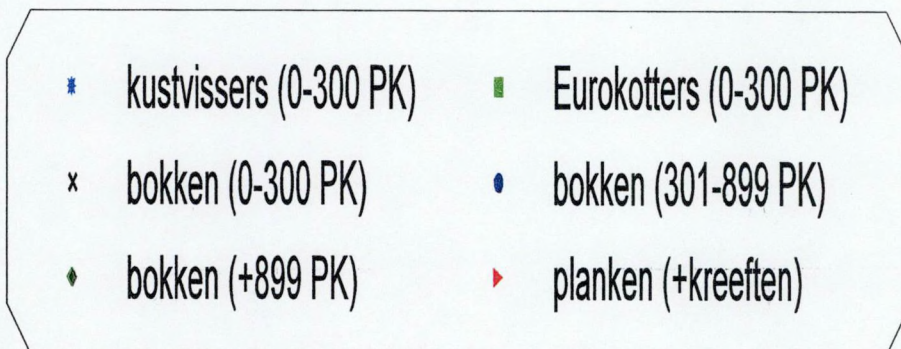 kustvissers (0-300 PK)
Eurokotters (0-300 PK)
bokken (0-300 PK)
bokken (301-899 PK)
bokken (+899 PK)
planken (+kreeften)